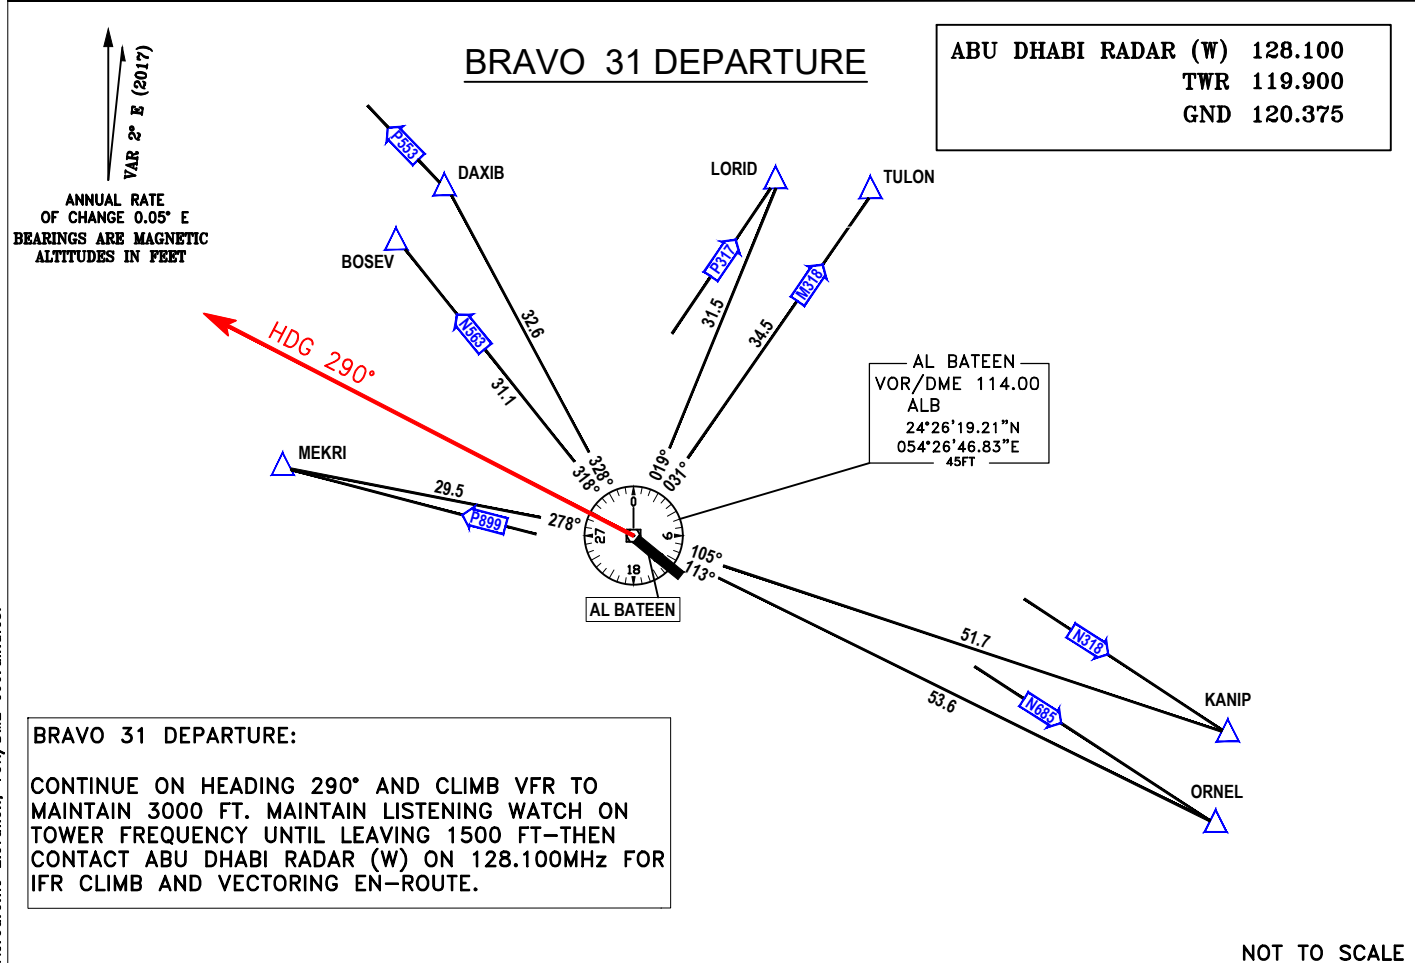 BRAVO 31 DEPARTURE
ABU DHABI RADAR (W) 128.100
TWR 119.900
GND 120.375
VAR 2° E (2017)
ANNUAL RATE
OF CHANGE 0.05° E
BEARINGS ARE MAGNETIC
ALTITUDES IN FEET
P553
DAXIB
BOSEV
LORID
TULON
P317
M318
N563
32.6
31.1
31.5
34.5
HDG 290°
MEKRI
29.5
P899
278°
318°
328°
019°
031°
AL BATEEN
VOR/DME 114.00
ALB
24°26'19.21"N
054°26'46.83"E
45FT
0
9
18
27
105°
113°
AL BATEEN
51.7
53.6
N318
N685
KANIP
ORNEL
BRAVO 31 DEPARTURE:
CONTINUE ON HEADING 290° AND CLIMB VFR TO
MAINTAIN 3000 FT. MAINTAIN LISTENING WATCH ON
TOWER FREQUENCY UNTIL LEAVING 1500 FT-THEN
CONTACT ABU DHABI RADAR (W) ON 128.100MHz FOR
IFR CLIMB AND VECTORING EN-ROUTE.
NOT TO SCALE